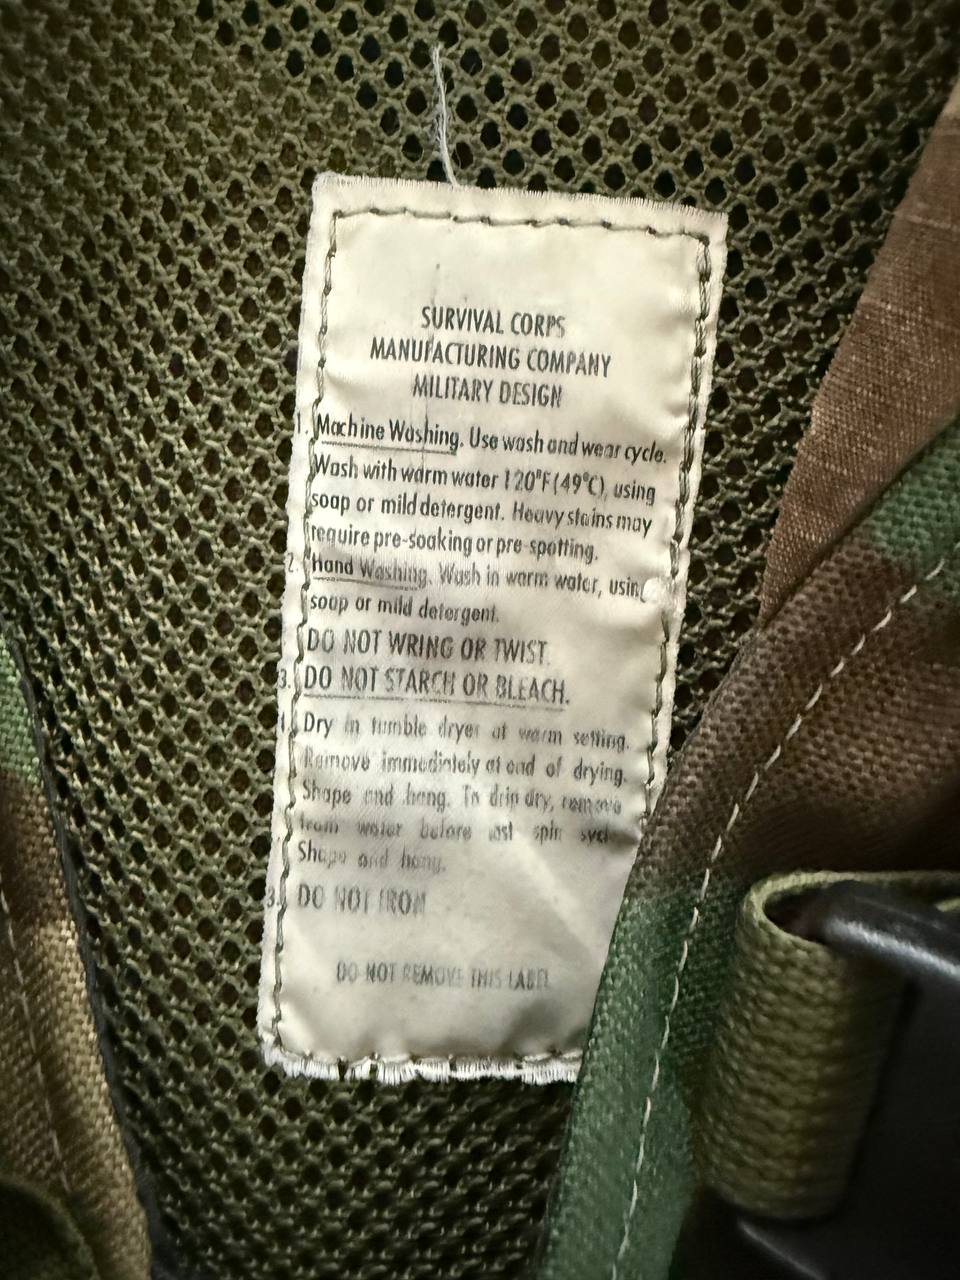 SURVIVAL CORPS
MANUFACTURING COMPANY
MILITARY DESIGN
1. Machine Washing. Use wash and wear cycle.
Wash with warm water 120°F (49°C), using
soap or mild detergent. Heavy stains may
require pre-soaking or pre-spotting.
2. Hand Washing. Wash in warm water, using
soap or mild detergent.
DO NOT WRING OR TWIST.
3. DO NOT STARCH OR BLEACH.
Dry in tumble dryer at warm setting.
Remove immediately at end of drying.
Shape and hang. To drip dry, remove
from water before last spin
Shape and hang.
DO NOT IRON
DO NOT REMOVE THIS LABEL